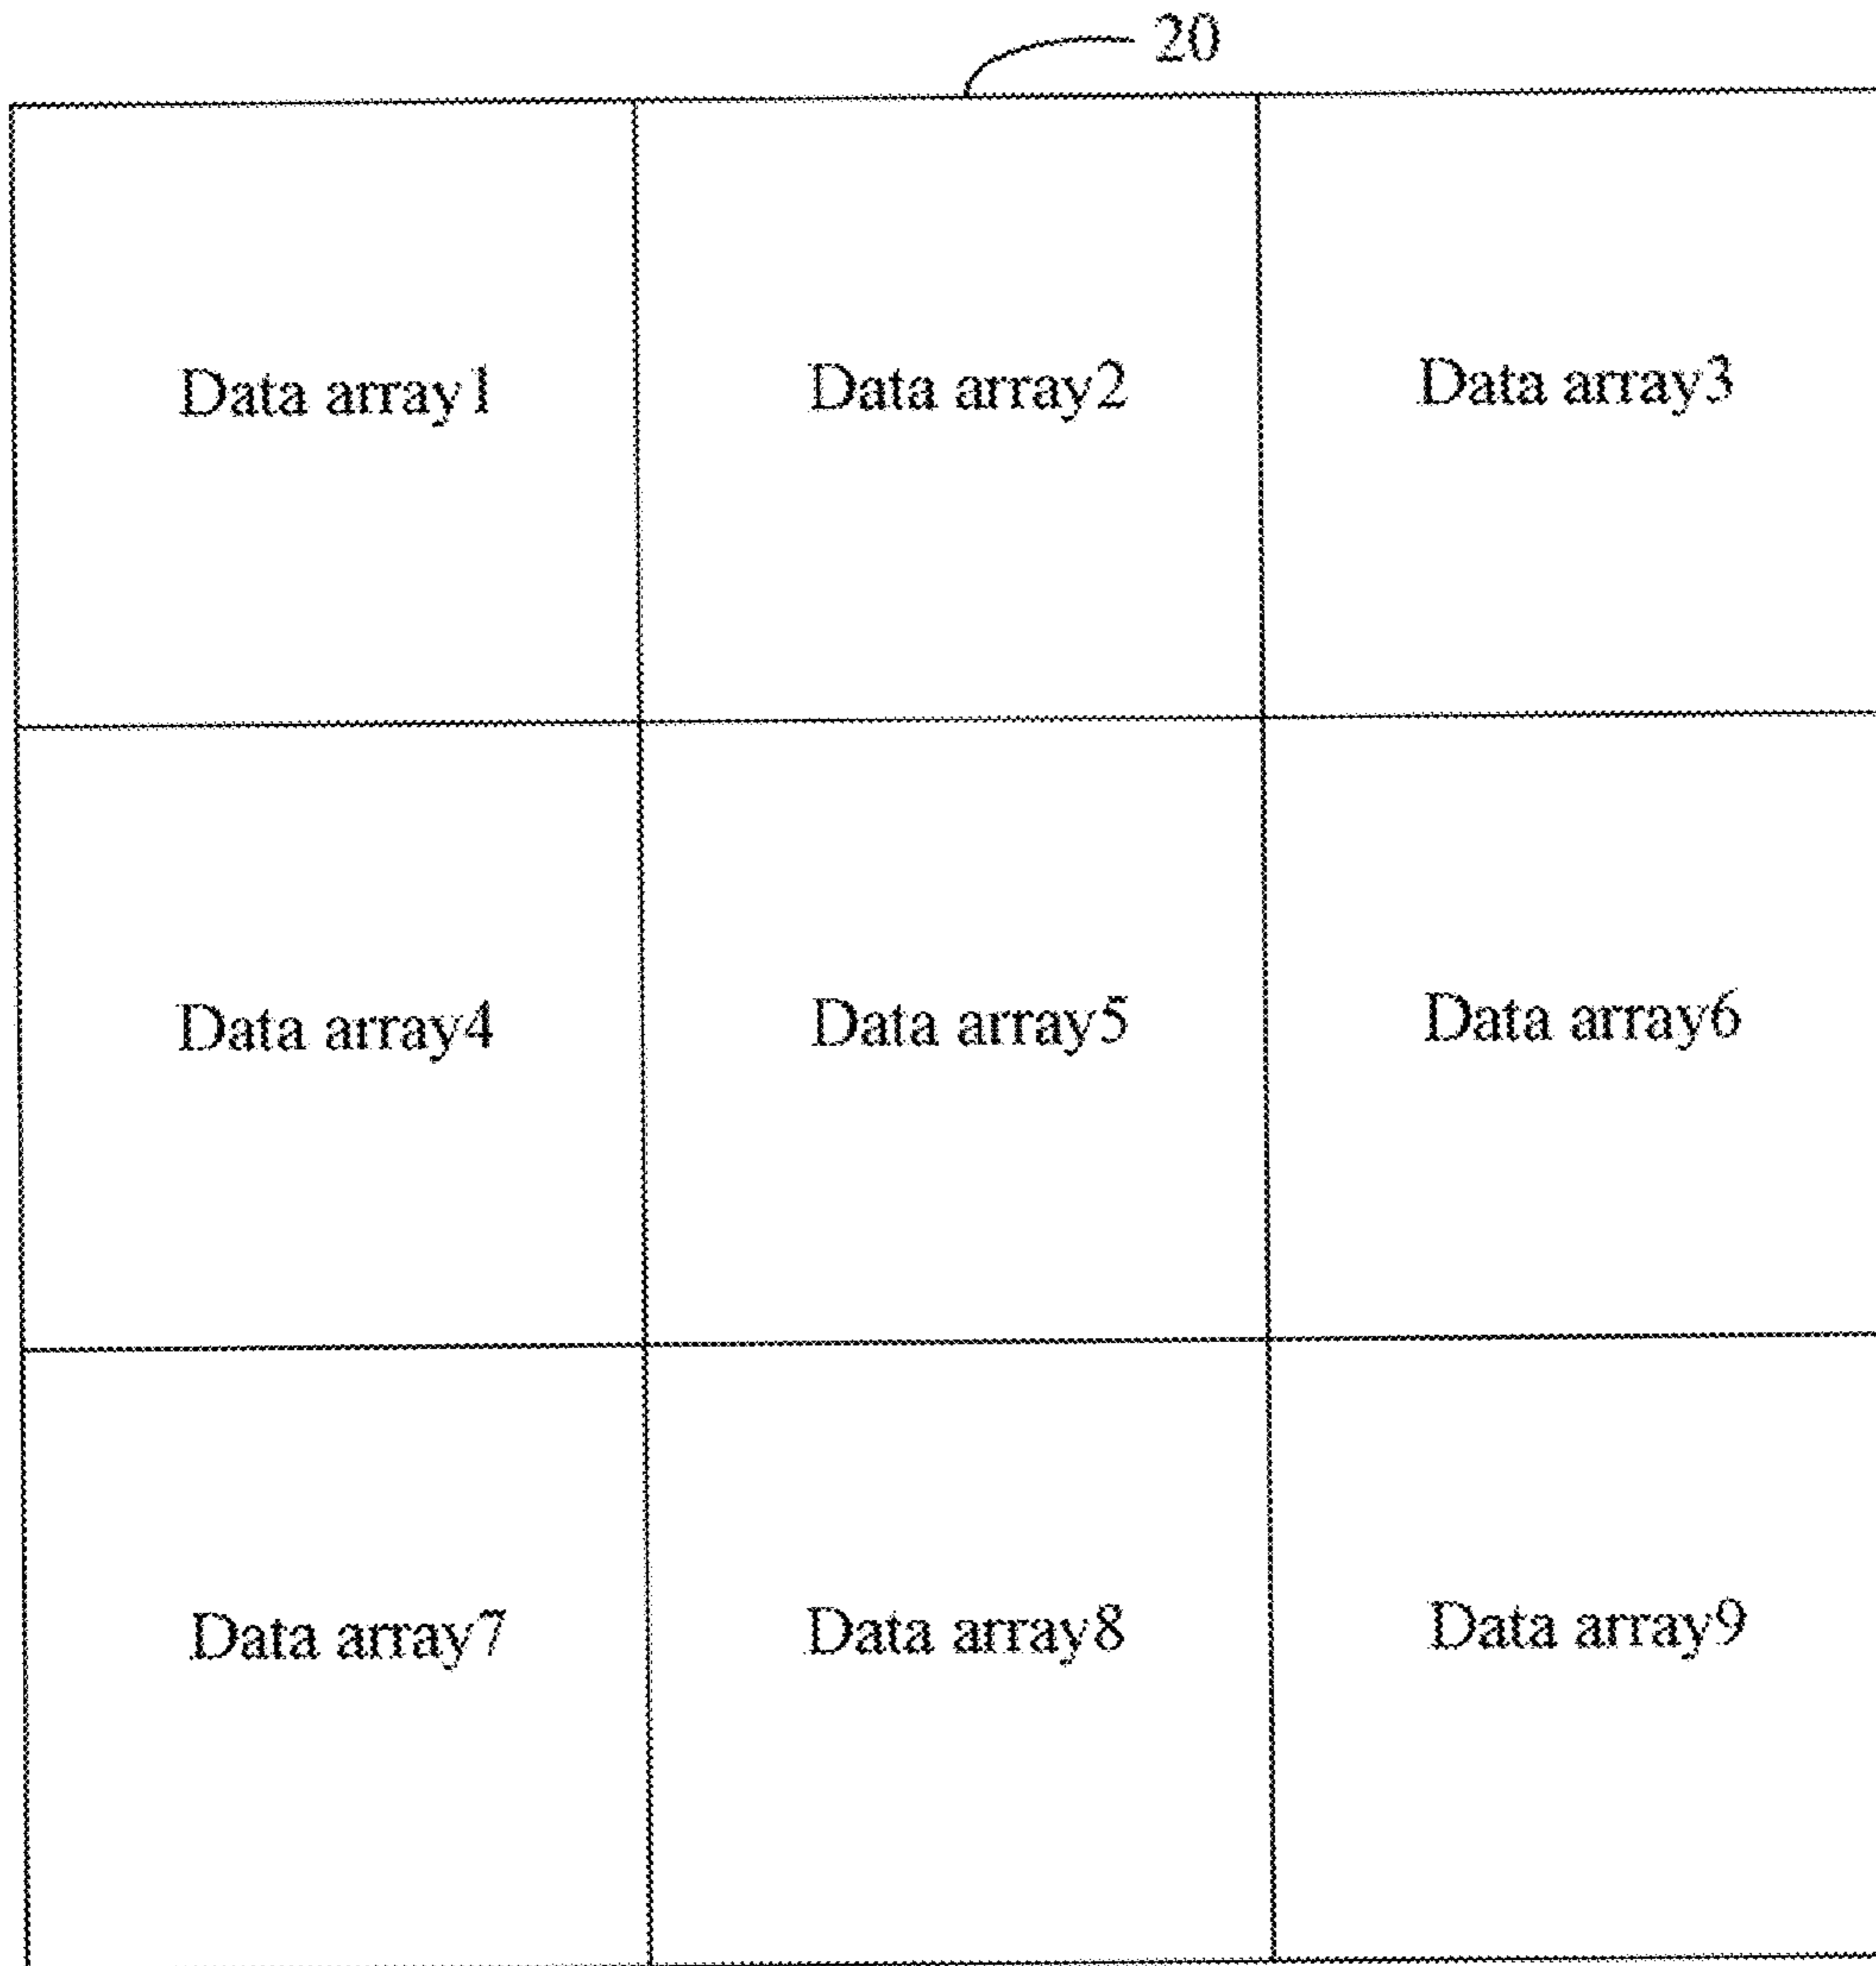 20
Data array1 Data array2 Data array3
Data array4 Data array5 Data array6
Data array7 Data array8 Data array9